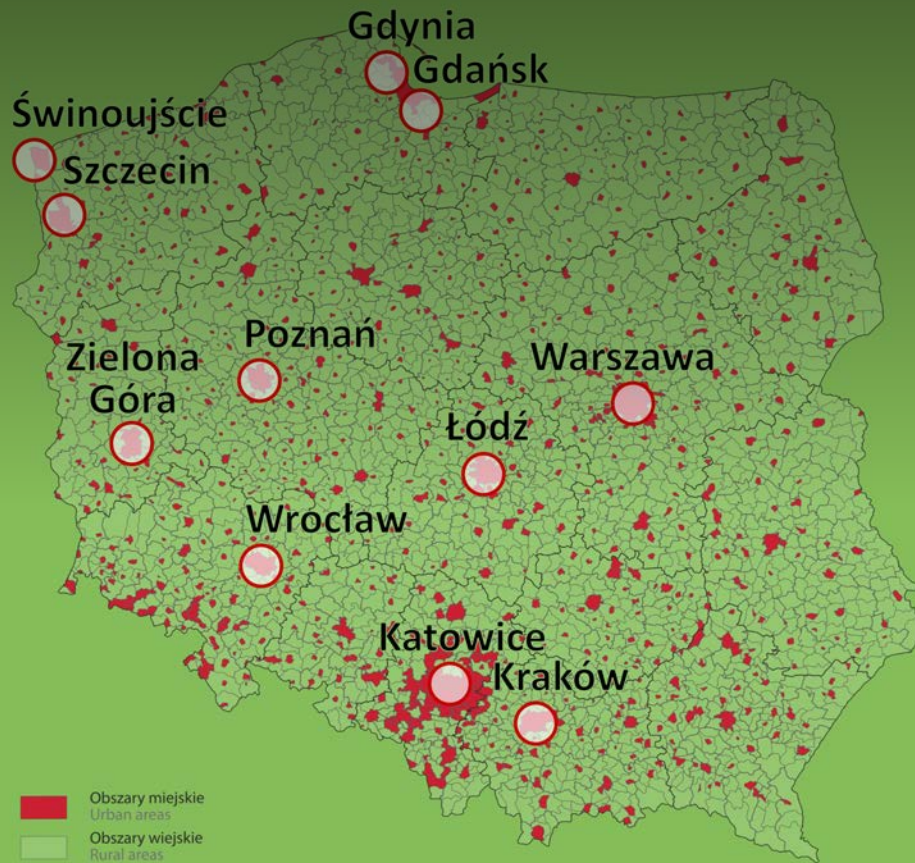 Gdynia
Gdańsk
Świnoujście
Szczecin
Poznań
Zielona
Góra
Warszawa
Łódź
Wrocław
Katowice
Kraków
Obszary miejskie
Urban areas
Obszary wiejskie
Rural areas